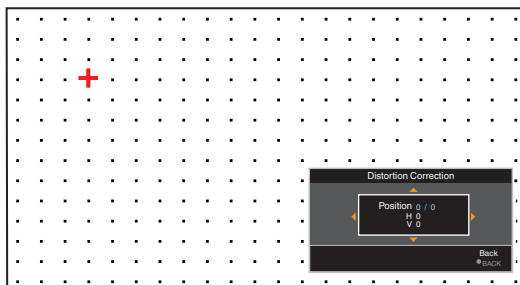 Distortion Correction
Position 0 / 0
H 0
V 0
Back
BACK